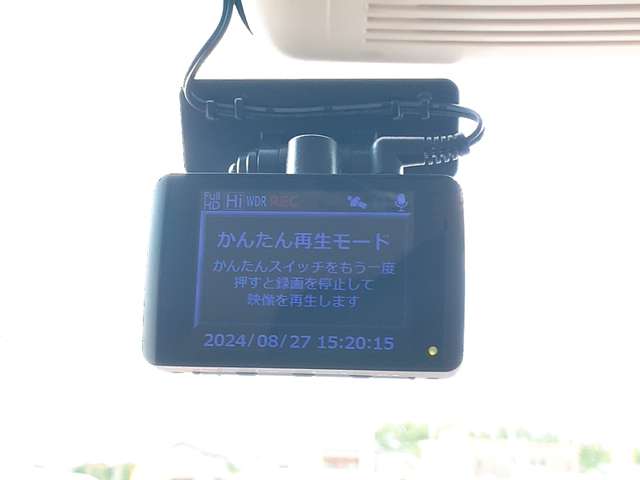 Full HD Hi WDR REC
かんたん再生モード
かんたんスイッチをもう一度
押すと録画を停止して
映像を再生します
2024/08/27 15:20:15